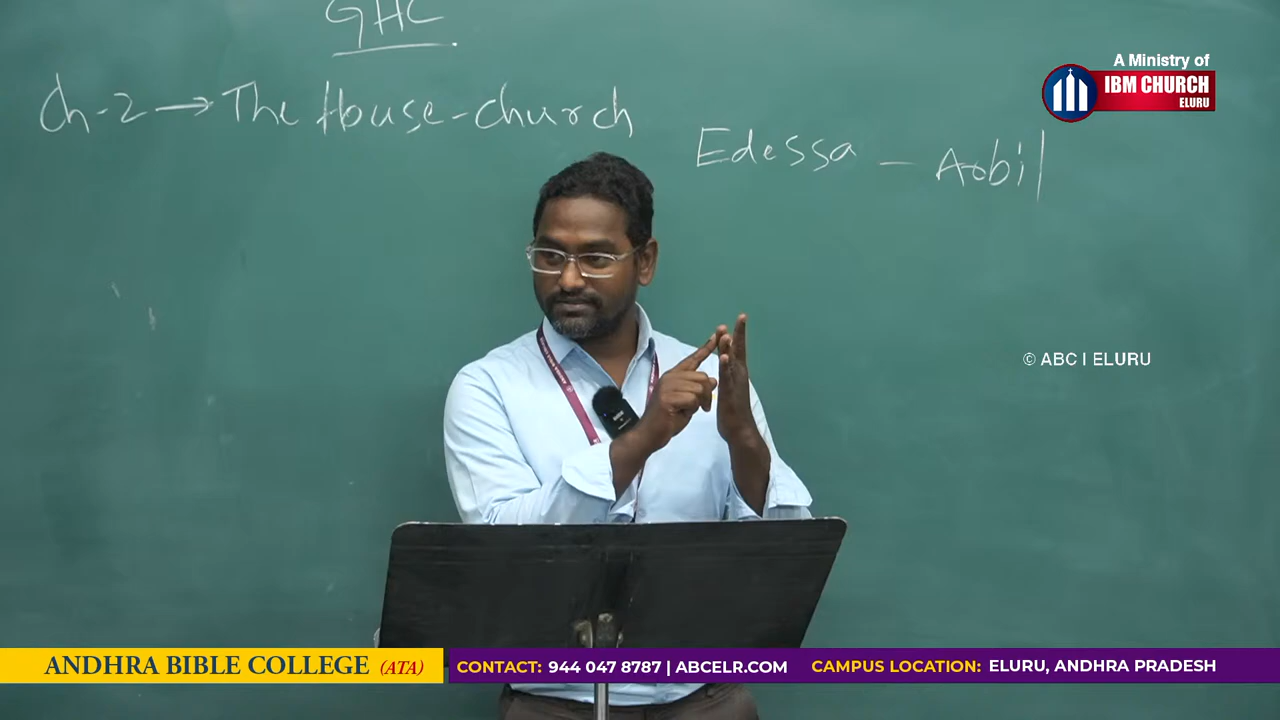 GHC
Ch-2 → The House-church
Edessa – Arbil
A Ministry of
IBM CHURCH
ELURU
© ABC I ELURU
ANDHRA BIBLE COLLEGE (ATA)
CONTACT: 944 047 8787 | ABCELR.COM
CAMPUS LOCATION: ELURU, ANDHRA PRADESH